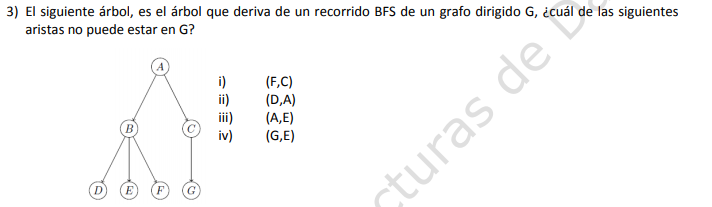 3) El siguiente árbol, es el árbol que deriva de un recorrido BFS de un grafo dirigido G, ¿cuál de las siguientes
aristas no puede estar en G?
A
i) (F,C)
ii) (D,A)
iii) (A,E)
B C
iv) (G,E)
D E F G
cturas de Da